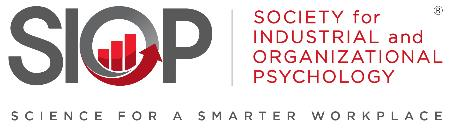 SIOP
SOCIETY for
INDUSTRIAL and
ORGANIZATIONAL
PSYCHOLOGY
®
SCIENCE FOR A SMARTER WORKPLACE